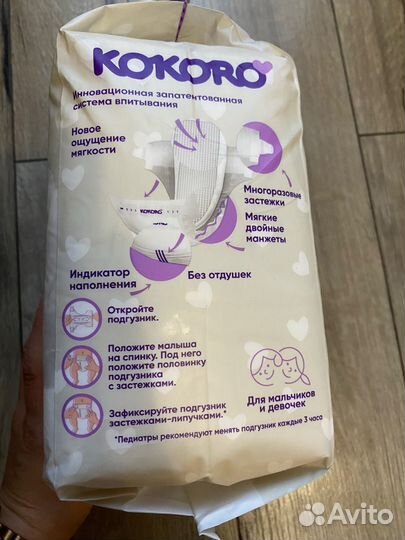 KOKORO
Инновационная запатентованная
система впитывания
Новое
ощущение
мягкости
Многоразовые
застежки
KOKORO
Мягкие
двойные
манжеты
Индикатор
наполнения
Без отдушек
Откройте
подгузник.
Положите малыша
на спинку. Под него
положите половинку
подгузника
с застежками.
Зафиксируйте подгузник
застежками-липучками.*
Для мальчиков
и девочек
*Педиатры рекомендуют менять подгузник каждые 3 часа
Avito